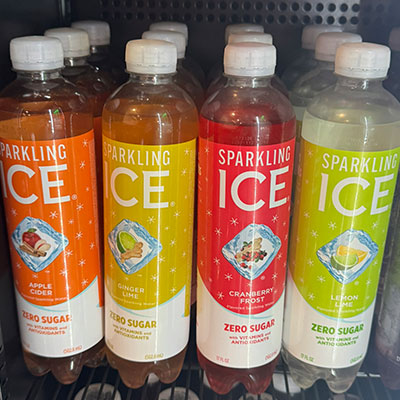 SPARKLING
ICE
APPLE
CIDER
ZERO SUGAR
with VITAMINS and
ANTIOXIDANTS
SPARKLING
ICE
GINGER
LIME
ZERO SUGAR
with VITAMINS and
ANTIOXIDANTS
SPARKLING
ICE
CRANBERRY
FROST
ZERO SUGAR
with VITAMINS and
ANTIOXIDANTS
SPARKLING
ICE
LEMON
LIME
ZERO SUGAR
with VITAMINS and
ANTIOXIDANTS